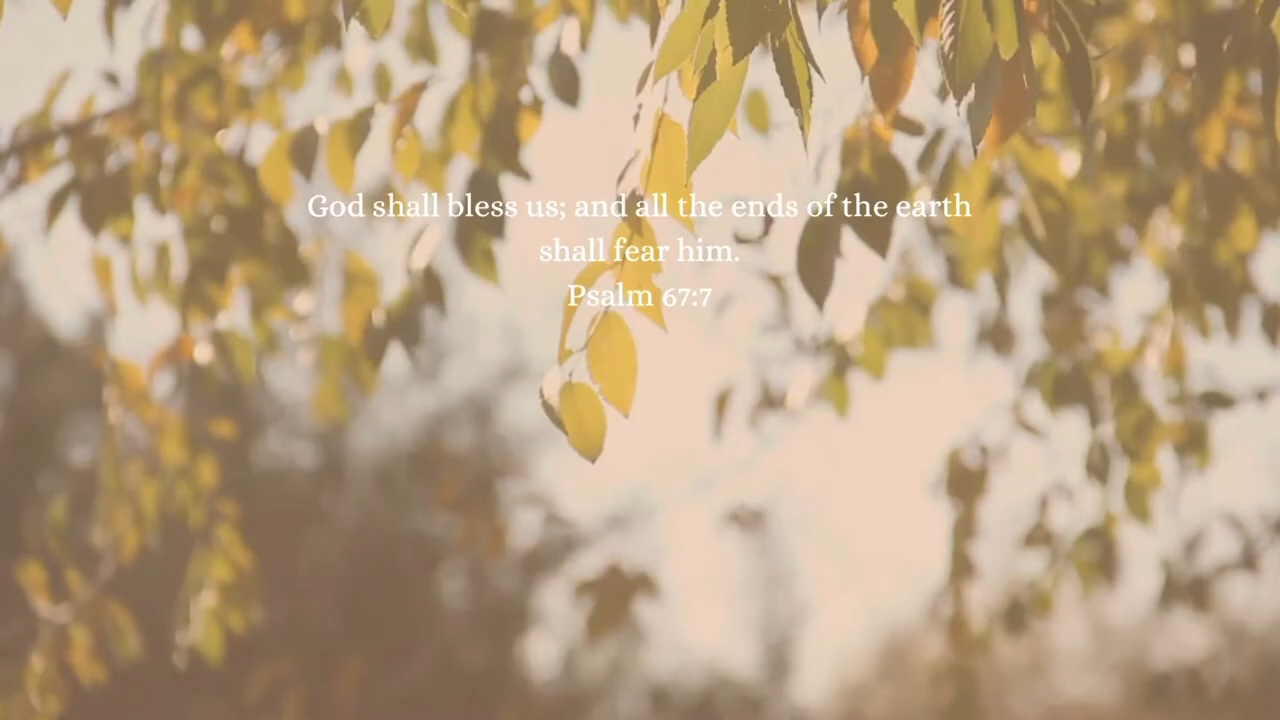 God shall bless us; and all the ends of the earth
shall fear him.
Psalm 67:7